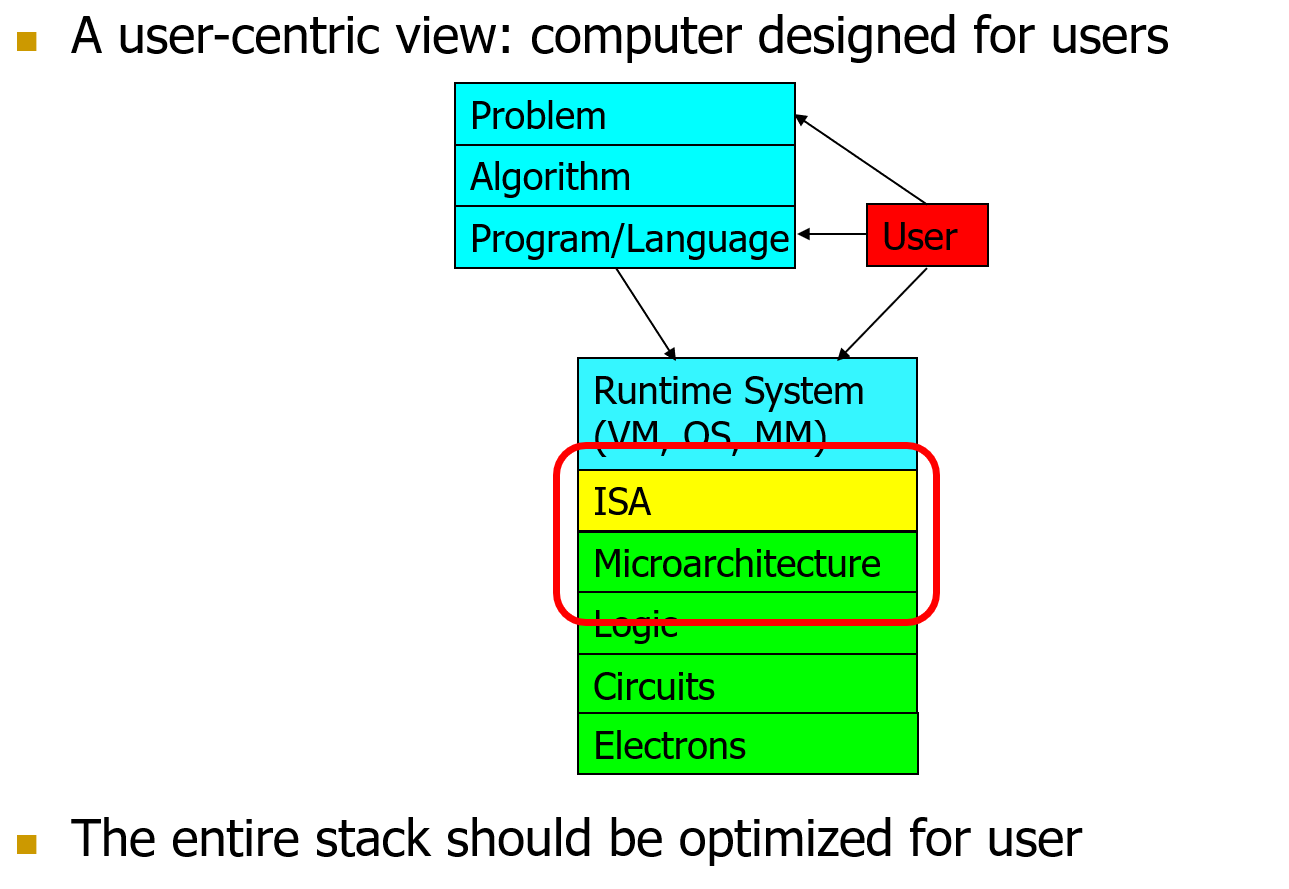 A user-centric view: computer designed for users
Problem
Algorithm
Program/Language
User
Runtime System
(VM, OS, MM)
ISA
Microarchitecture
Logic
Circuits
Electrons
The entire stack should be optimized for user